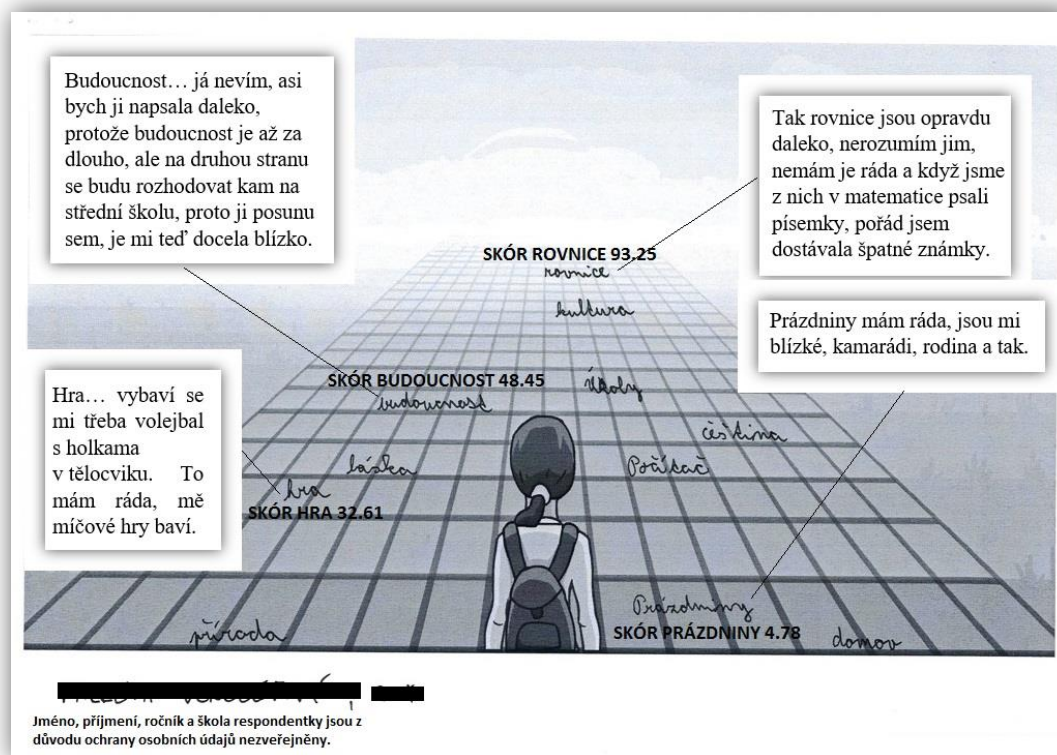 Budoucnost… já nevím, asi
bych ji napsala daleko,
protože budoucnost je až za
dlouho, ale na druhou stranu
se budu rozhodovat kam na
střední školu, proto ji posunu
sem, je mi teď docela blízko.
Tak rovnice jsou opravdu
daleko, nerozumím jim,
nemám je ráda a když jsme
z nich v matematice psali
písemky, pořád jsem
dostávala špatné známky.
SKÓR ROVNICE 93.25
rovnice
kultura
Prázdniny mám ráda, jsou mi
blízké, kamarádi, rodina a tak.
Hra… vybaví se
mi třeba volejbal
s holkama
v tělocviku. To
mám ráda, mě
míčové hry baví.
SKÓR BUDOUCNOST 48.45
budoucnost
úkoly
čeština
láska
Počítač
hra
SKÓR HRA 32.61
Prázdniny
SKÓR PRÁZDNINY 4.78
příroda
domov
Jméno, příjmení, ročník a škola respondentky jsou z
důvodu ochrany osobních údajů nezveřejněny.